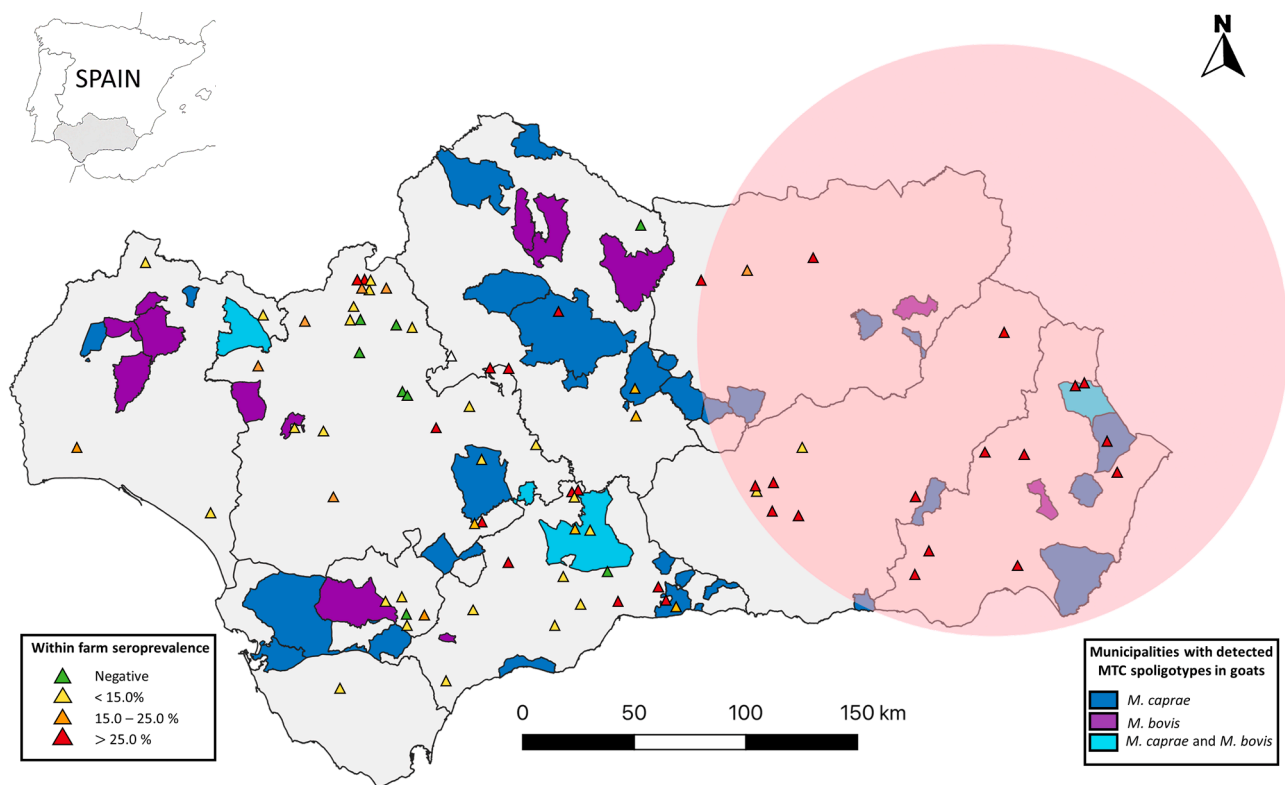 SPAIN
N
Within farm seroprevalence
Negative
< 15.0%
15.0 – 25.0 %
> 25.0 %
0 50 100 150 km
Municipalities with detected
MTC spoligotypes in goats
M. caprae
M. bovis
M. caprae and M. bovis